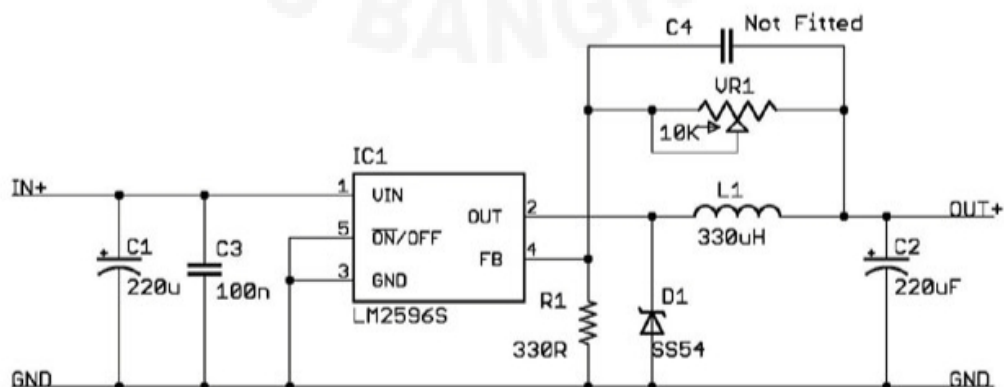 BANG
C4
Not Fitted
VR1
10K
IC1
IN+
1
VIN
OUT
2
L1
330uH
OUT+
5
ON/OFF
FB
4
3
GND
C1
220u
C3
100n
LM2596S
R1
330R
D1
SS54
C2
220uF
GND
GND